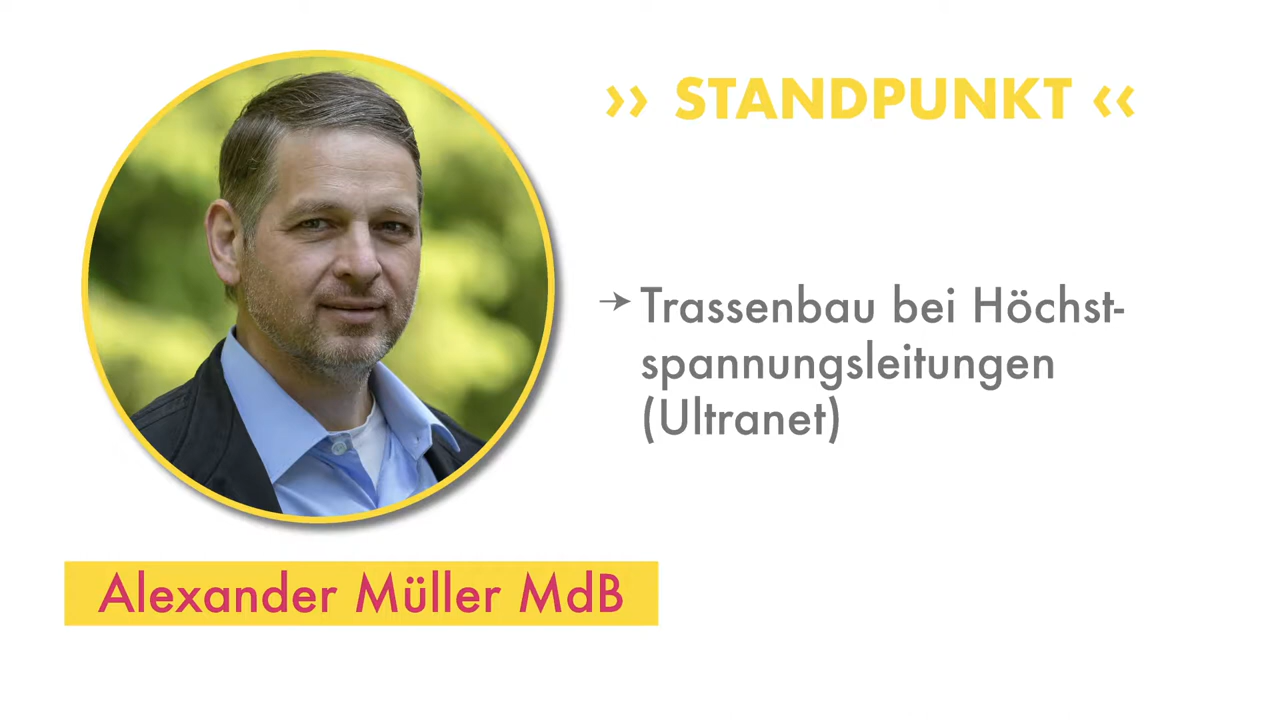 ›› STANDPUNKT ‹‹
Trassenbau bei Höchst-
spannungsleitungen
(Ultranet)
Alexander Müller MdB